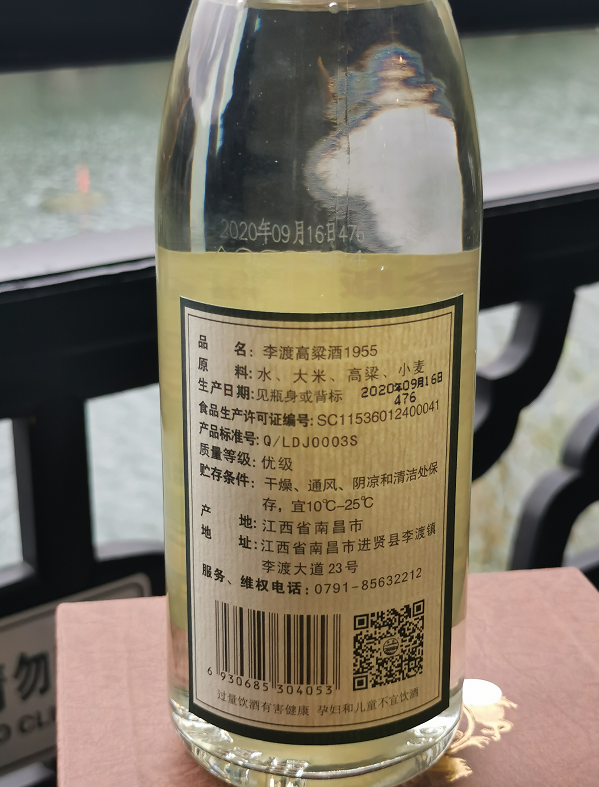 2020年09月16日476
品 名：李渡高粱酒1955
原 料：水、大米、高粱、小麦
生产日期：见瓶身或背标 2020年09月16日
476
食品生产许可证编号：SC11536012400041
产品标准号：Q/LDJ0003S
质量等级：优级
贮存条件：干燥、通风、阴凉和清洁处保
存，宜10℃-25℃
产 地：江西省南昌市
地 址：江西省南昌市进贤县李渡镇
李渡大道23号
服务、维权电话：0791-85632212
6 930685 304053
过量饮酒有害健康 孕妇和儿童不宜饮酒
请勿